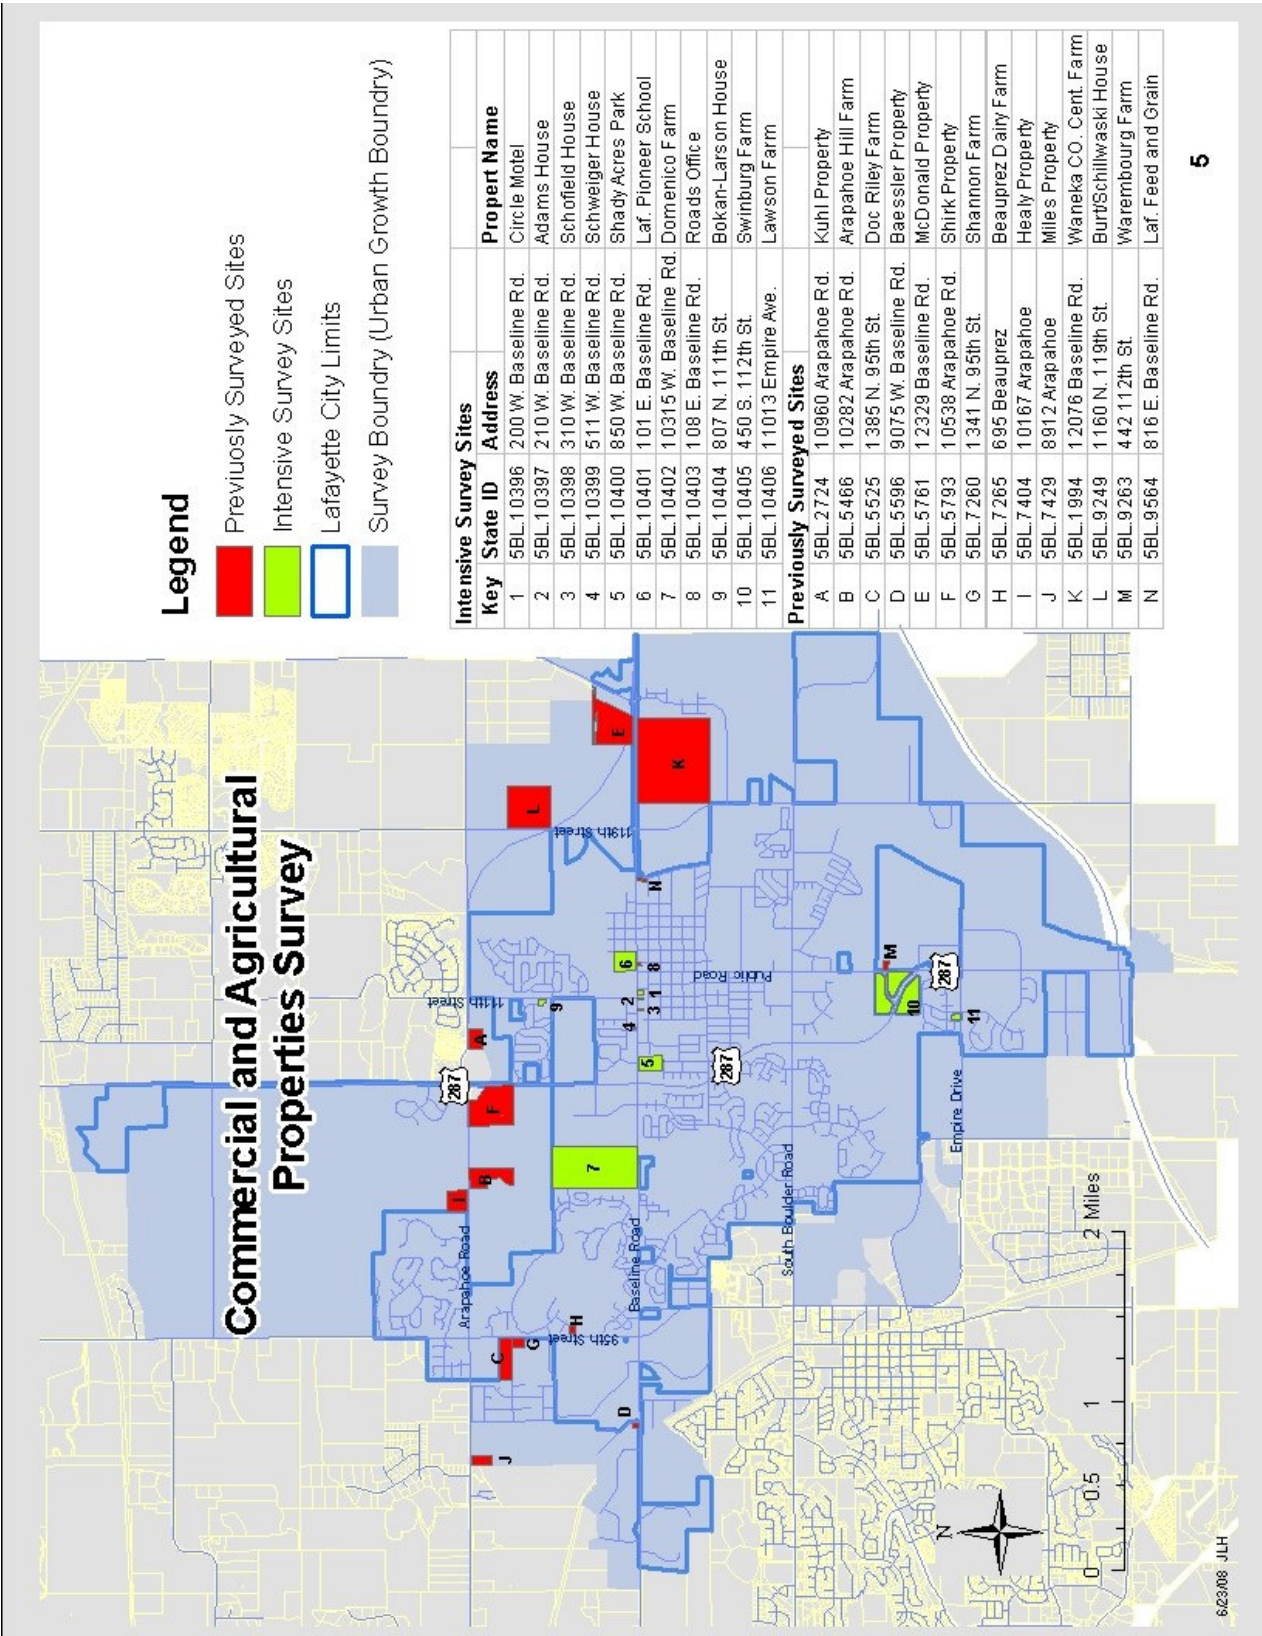 Commercial and Agricultural
Properties Survey
Legend
Previuosly Surveyed Sites
Intensive Survey Sites
Lafayette City Limits
Survey Boundry (Urban Growth Boundry)
Intensive Survey Sites
Key State ID Address Propert Name
1 5BL.10396 200 W. Baseline Rd. Circle Motel
2 5BL.10397 210 W. Baseline Rd. Adams House
3 5BL.10398 310 W. Baseline Rd. Schofield House
4 5BL.10399 511 W. Baseline Rd. Schweiger House
5 5BL.10400 850 W. Baseline Rd. Shady Acres Park
6 5BL.10401 101 E. Baseline Rd. Laf. Pioneer School
7 5BL.10402 10315 W. Baseline Rd. Domenico Farm
8 5BL.10403 108 E. Baseline Rd. Roads Office
9 5BL.10404 807 N. 111th St. Bokan-Larson House
10 5BL.10405 450 S. 112th St. Swinburg Farm
11 5BL.10406 11013 Empire Ave. Lawson Farm
Previously Surveyed Sites
A 5BL.2724 10960 Arapahoe Rd. Kuhl Property
B 5BL.5466 10282 Arapahoe Rd. Arapahoe Hill Farm
C 5BL.5525 1385 N. 95th St. Doc Riley Farm
D 5BL.5596 9075 W. Baseline Rd. Baessler Property
E 5BL.5761 12329 Baseline Rd. McDonald Property
F 5BL.5793 10538 Arapahoe Rd. Shirk Property
G 5BL.7260 1341 N. 95th St. Shannon Farm
H 5BL.7265 695 Beauprez Beauprez Dairy Farm
I 5BL.7404 10167 Arapahoe Healy Property
J 5BL.7429 8912 Arapahoe Miles Property
K 5BL.1994 12076 Baseline Rd. Waneka CO. Cent. Farm
L 5BL.9249 1160 N. 119th St. Burt/Schillwaski House
M 5BL.9263 442 112th St. Warembourg Farm
N 5BL.9564 816 E. Baseline Rd. Laf. Feed and Grain
287
A
111th Street
F
B
I
Arapahoe Road
C
G
J
L
119th Street
E
K
9
7
H
95th Street
D
Baseline Road
6
8
2
1
3
4
5
N
287
Public Road
South Boulder Road
M
10
287
11
Empire Drive
N
0 0.5 1 2 Miles
6/23/08 JLH
5